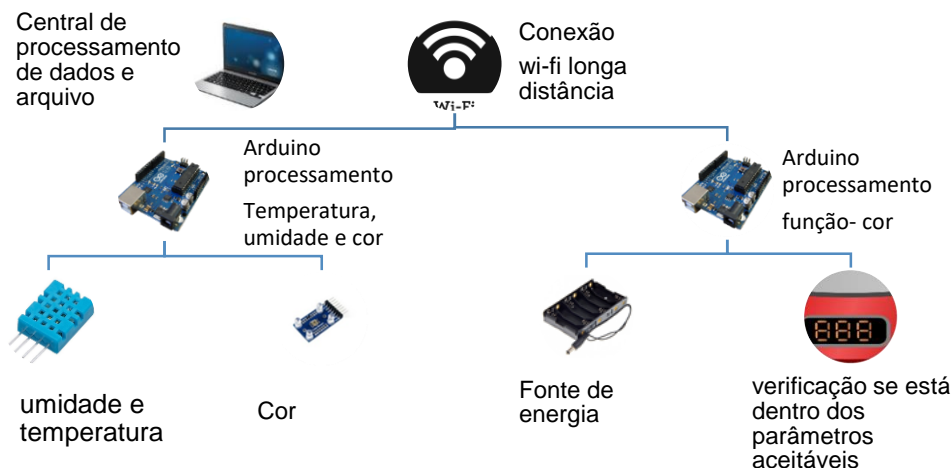 Central de
processamento
de dados e
arquivo
Conexão
wi-fi longa
distância
Wi-Fi
Arduino
processamento
Temperatura,
umidade e cor
Arduino
processamento
função- cor
umidade e
temperatura
Cor
Fonte de
energia
888
verificação se está
dentro dos
parâmetros
aceitáveis